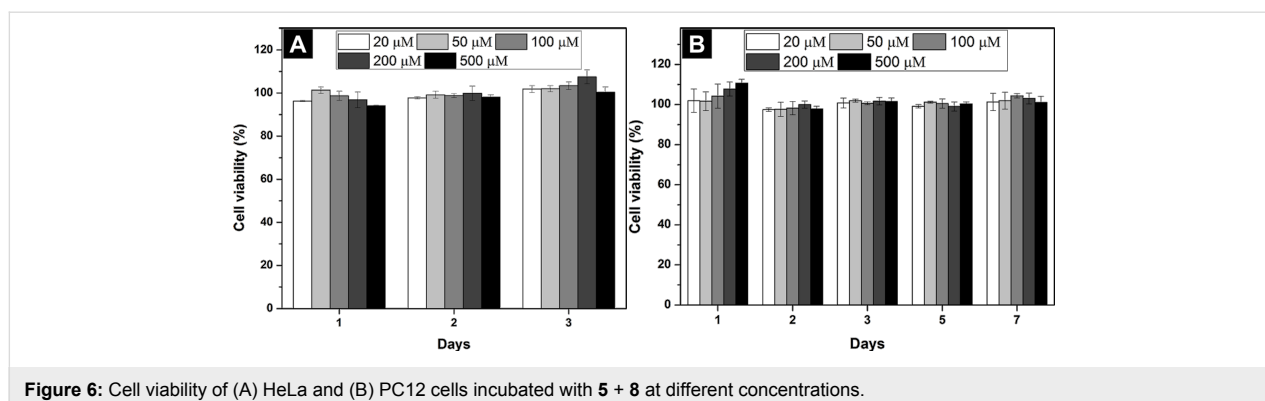 A
20 μM 50 μM 100 μM
200 μM 500 μM
120
100
80
60
40
20
0
Cell viability (%)
1 2 3
Days
B
20 μM 50 μM 100 μM
200 μM 500 μM
120
100
80
60
40
20
0
Cell viability (%)
1 2 3 5 7
Days
Figure 6: Cell viability of (A) HeLa and (B) PC12 cells incubated with 5 + 8 at different concentrations.